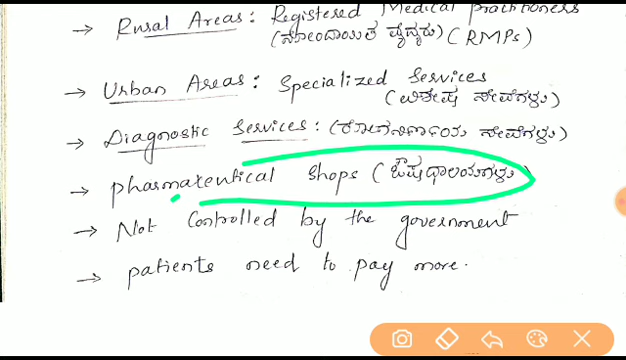 → Rural Areas: Registered Medical Practitioners
(ನೋಂದಾಯಿತ ವೈದ್ಯರು) (RMPs)
→ Urban Areas: Specialized Services
(ವಿಶೇಷ ಸೇವೆಗಳು)
→ Diagnostic Services: (ರೋಗನಿರ್ಣಯ ಸೇವೆಗಳು)
→ pharmaceutical shops (ಔಷಧಾಲಯಗಳು)
→ Not controlled by the government
→ patients need to pay more.